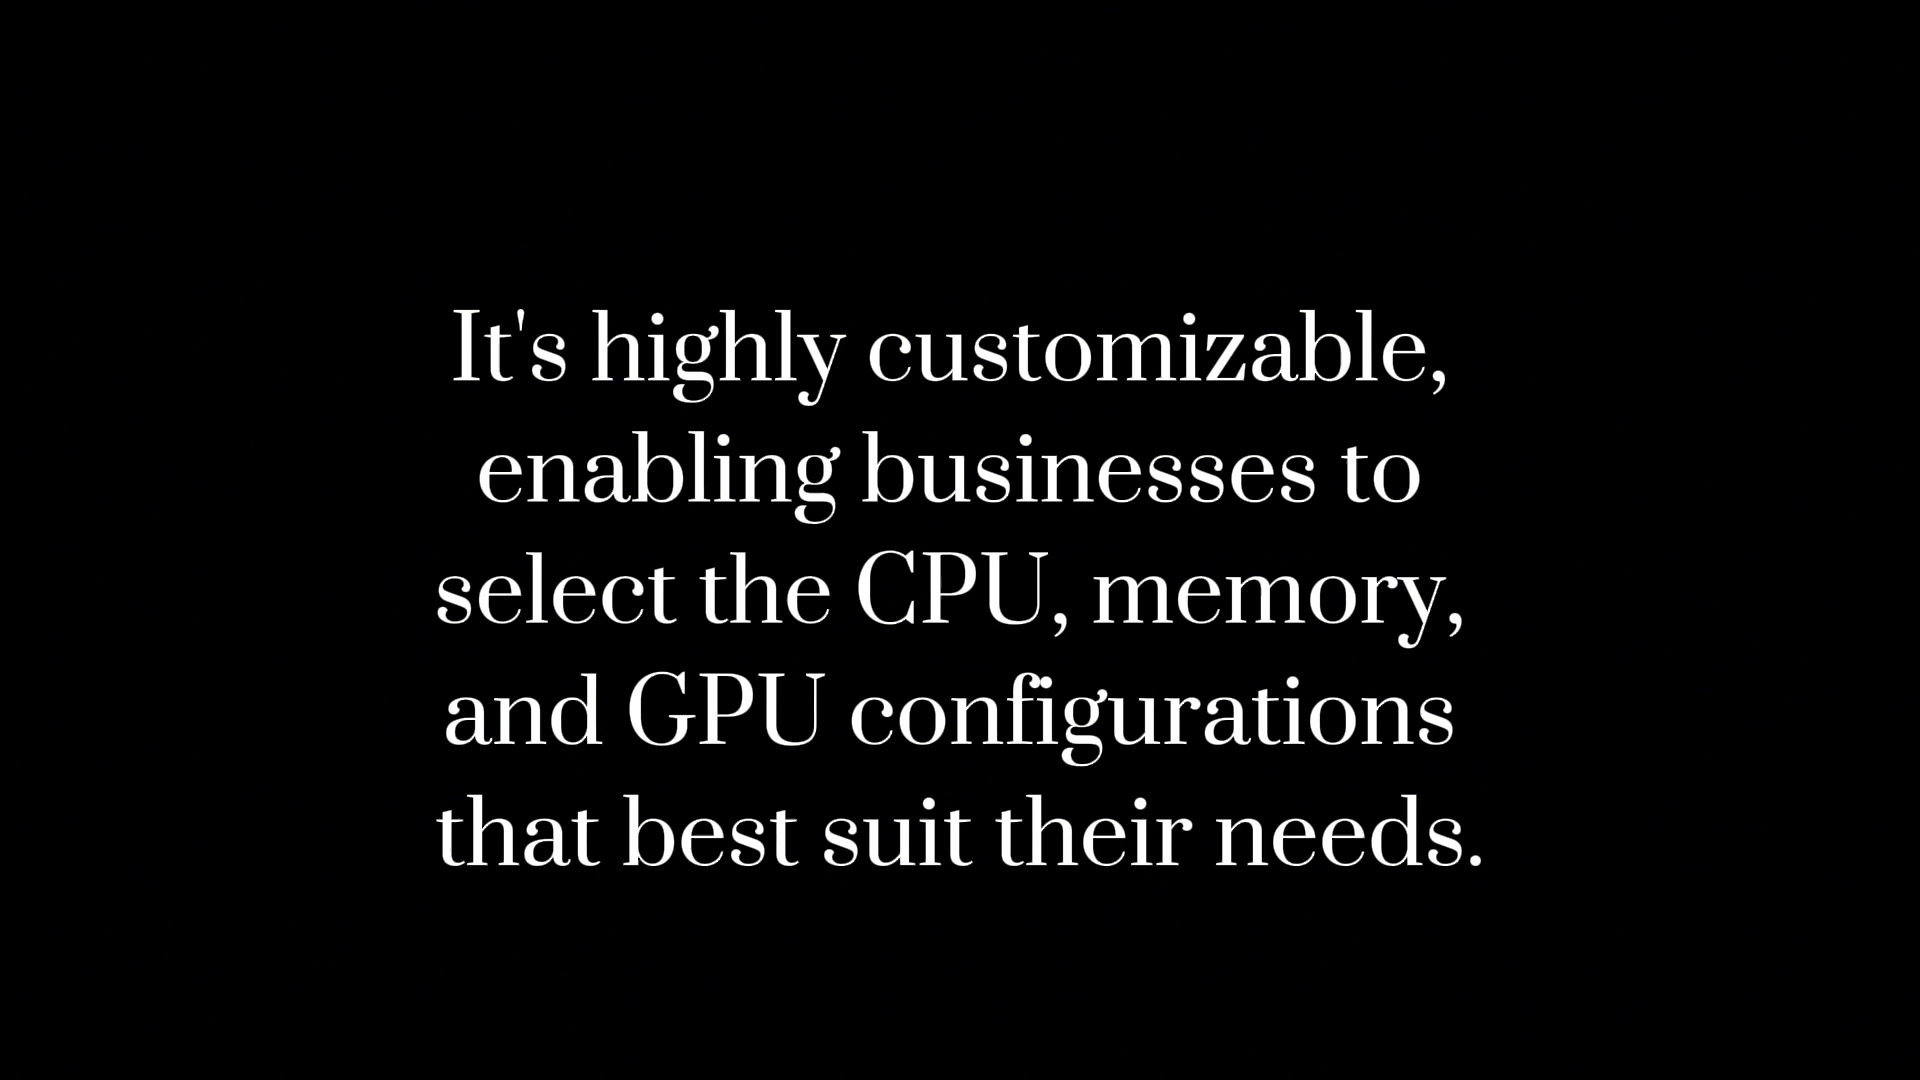 It's highly customizable,
enabling businesses to
select the CPU, memory,
and GPU configurations
that best suit their needs.